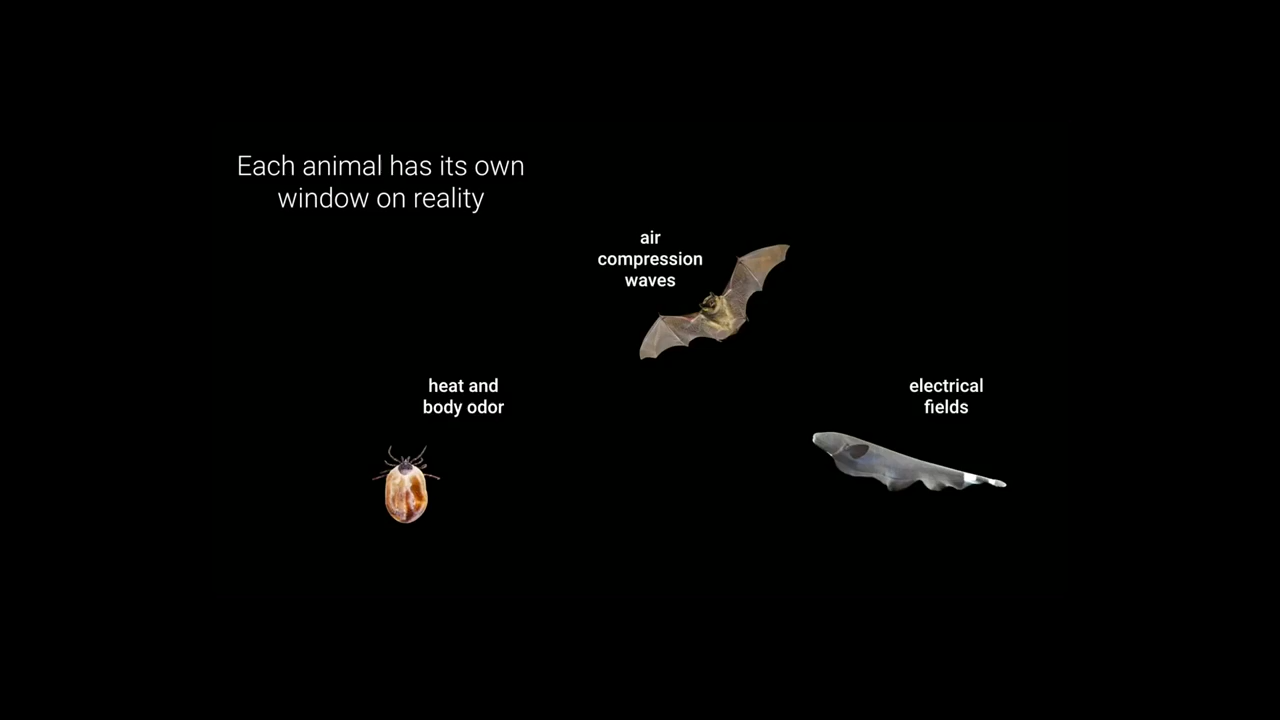 Each animal has its own
window on reality
air
compression
waves
heat and
body odor
electrical
fields